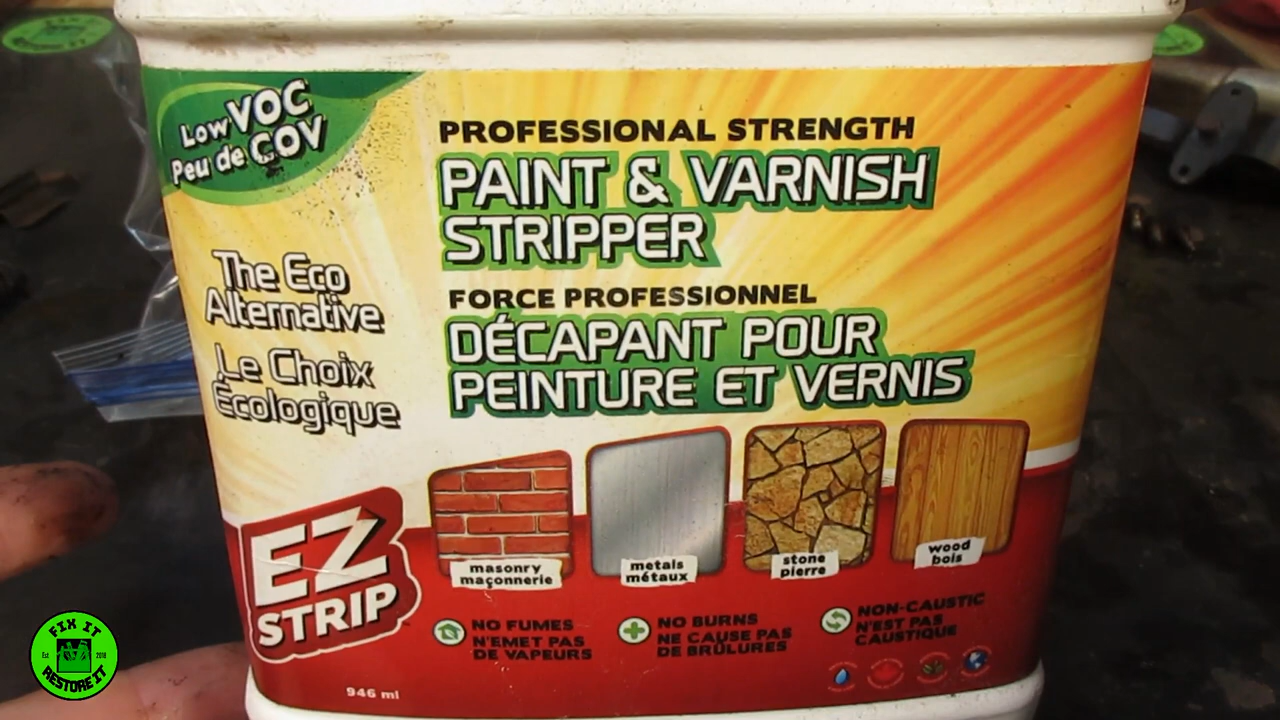 Low VOC
Peu de COV
The Eco
Alternative
Le Choix
Écologique
PROFESSIONAL STRENGTH
PAINT & VARNISH
STRIPPER
FORCE PROFESSIONNEL
DÉCAPANT POUR
PEINTURE ET VERNIS
masonry
maçonnerie
metals
métaux
stone
pierre
wood
bois
EZ
STRIP
NO FUMES
N'EMET PAS
DE VAPEURS
NO BURNS
NE CAUSE PAS
DE BRÛLURES
NON-CAUSTIC
N'EST PAS
CAUSTIQUE
946 ml
FIX IT
Est 2018
RESTORE IT